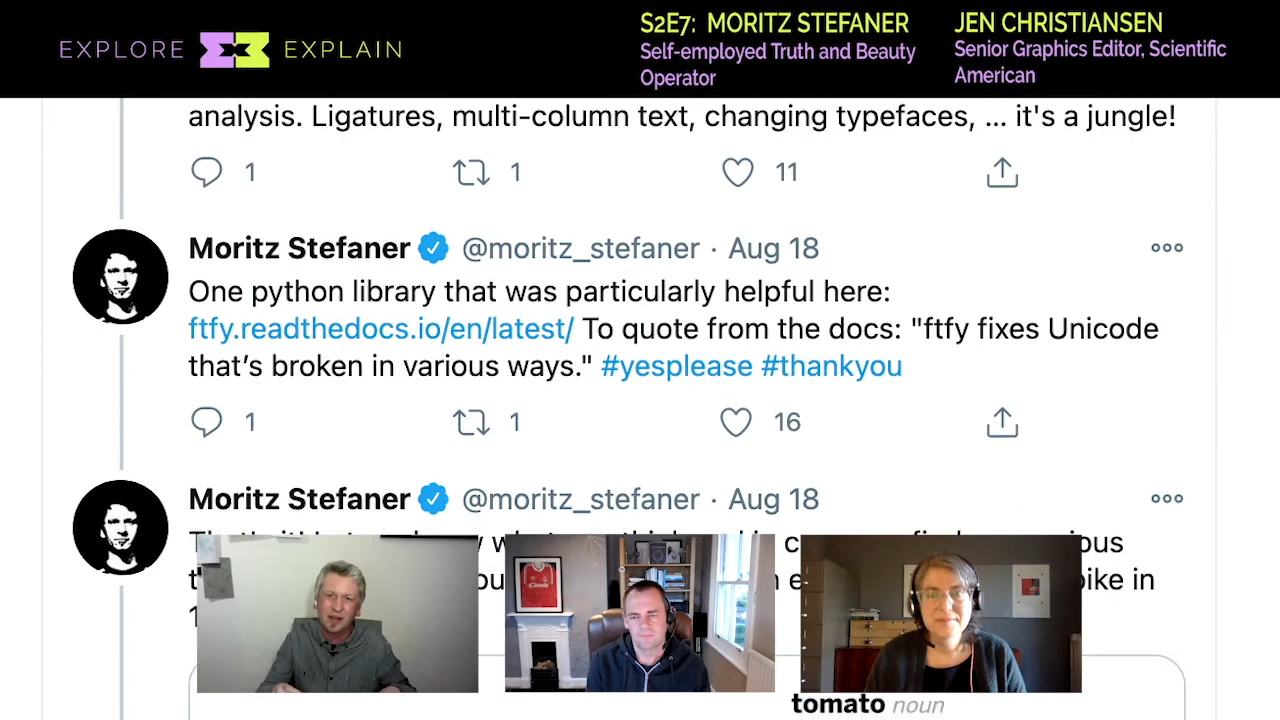 EXPLORE EXPLAIN
S2E7: MORITZ STEFANER
Self-employed Truth and Beauty
Operator
JEN CHRISTIANSEN
Senior Graphics Editor, Scientific
American
analysis. Ligatures, multi-column text, changing typefaces, ... it's a jungle!
1 1 11
Moritz Stefaner @moritz_stefaner · Aug 18
One python library that was particularly helpful here:
ftfy.readthedocs.io/en/latest/ To quote from the docs: "ftfy fixes Unicode
that’s broken in various ways." #yesplease #thankyou
1 1 16
Moritz Stefaner @moritz_stefaner · Aug 18
tomato noun